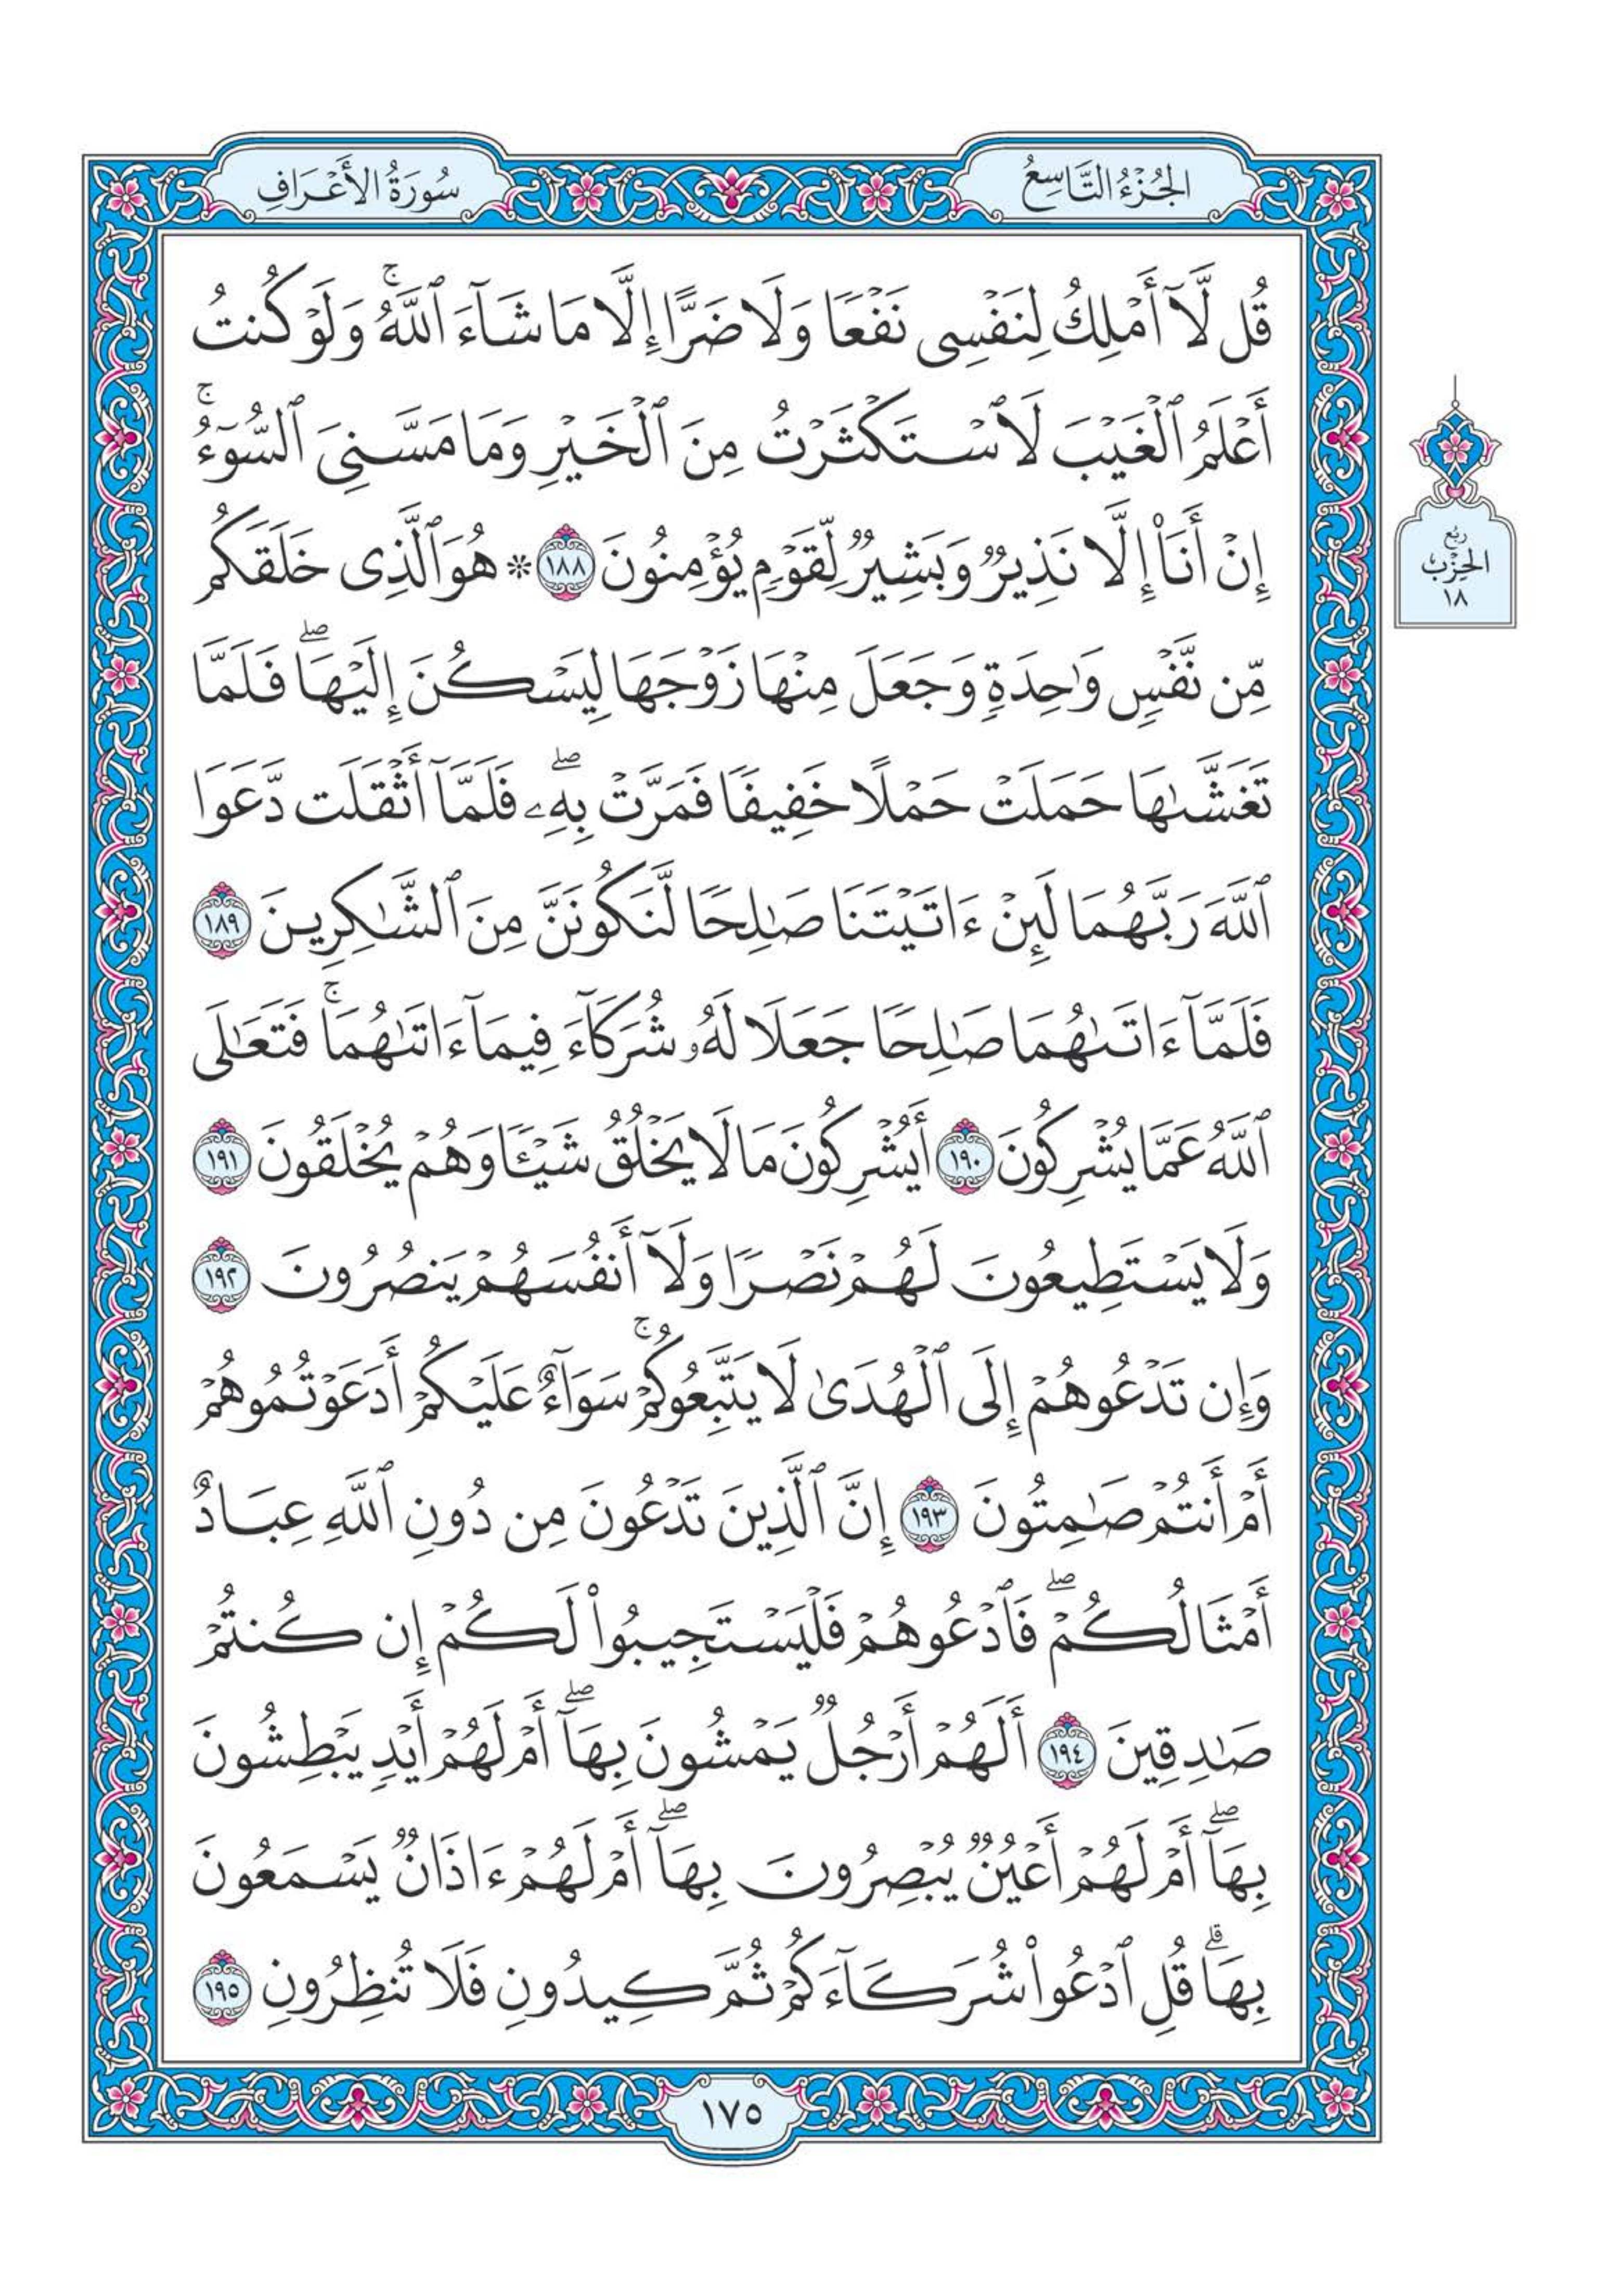 الجُزْءُ التَّاسِعُ
سُورَةُ الأَعْرَافِ
قُل لَّآ أَمْلِكُ لِنَفْسِى نَفْعًا وَلَا ضَرًّا إِلَّا مَا شَآءَ ٱللَّهُۚ وَلَوْ كُنتُ
أَعْلَمُ ٱلْغَيْبَ لَٱسْتَكْثَرْتُ مِنَ ٱلْخَيْرِ وَمَا مَسَّنِىَ ٱلسُّوٓءُۚ
إِنْ أَنَا۠ إِلَّا نَذِيرٌ وَبَشِيرٌ لِّقَوْمٍ يُؤْمِنُونَ ١٨٨ ۞ هُوَ ٱلَّذِى خَلَقَكُم
مِّن نَّفْسٍ وَٰحِدَةٍ وَجَعَلَ مِنْهَا زَوْجَهَا لِيَسْكُنَ إِلَيْهَاۖ فَلَمَّا
تَغَشَّىٰهَا حَمَلَتْ حَمْلًا خَفِيفًا فَمَرَّتْ بِهِۦۖ فَلَمَّآ أَثْقَلَت دَّعَوَا
ٱللَّهَ رَبَّهُمَا لَئِنْ ءَاتَيْتَنَا صَٰلِحًا لَّنَكُونَنَّ مِنَ ٱلشَّٰكِرِينَ ١٨٩
فَلَمَّآ ءَاتَىٰهُمَا صَٰلِحًا جَعَلَا لَهُۥ شُرَكَآءَ فِيمَآ ءَاتَىٰهُمَاۚ فَتَعَٰلَى
ٱللَّهُ عَمَّا يُشْرِكُونَ ١٩٠ أَيُشْرِكُونَ مَا لَا يَخْلُقُ شَيْـًٔا وَهُمْ يُخْلَقُونَ ١٩١
وَلَا يَسْتَطِيعُونَ لَهُمْ نَصْرًا وَلَآ أَنفُسَهُمْ يَنصُرُونَ ١٩٢
وَإِن تَدْعُوهُمْ إِلَى ٱلْهُدَىٰ لَا يَتَّبِعُوكُمْۚ سَوَآءٌ عَلَيْكُمْ أَدَعَوْتُمُوهُمْ
أَمْ أَنتُمْ صَٰمِتُونَ ١٩٣ إِنَّ ٱلَّذِينَ تَدْعُونَ مِن دُونِ ٱللَّهِ عِبَادٌ
أَمْثَالُكُمْۖ فَٱدْعُوهُمْ فَلْيَسْتَجِيبُوا۟ لَكُمْ إِن كُنتُمْ
صَٰدِقِينَ ١٩٤ أَلَهُمْ أَرْجُلٌ يَمْشُونَ بِهَآۖ أَمْ لَهُمْ أَيْدٍ يَبْطِشُونَ
بِهَآۖ أَمْ لَهُمْ أَعْيُنٌ يُبْصِرُونَ بِهَآۖ أَمْ لَهُمْ ءَاذَانٌ يَسْمَعُونَ
بِهَاۗ قُلِ ٱدْعُوا۟ شُرَكَآءَكُمْ ثُمَّ كِيدُونِ فَلَا تُنظِرُونِ ١٩٥
رُبْعُ
الحِزْب
١٨
١٧٥